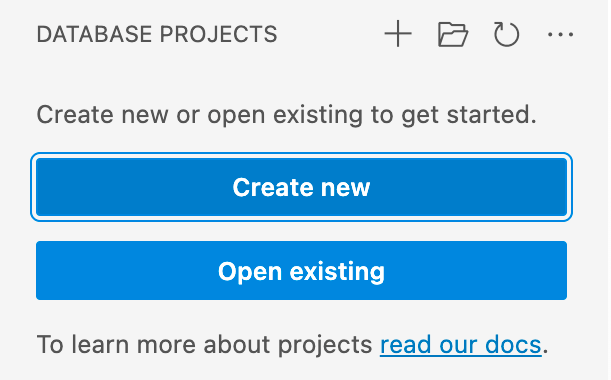 DATABASE PROJECTS
Create new or open existing to get started.
Create new
Open existing
To learn more about projects read our docs.